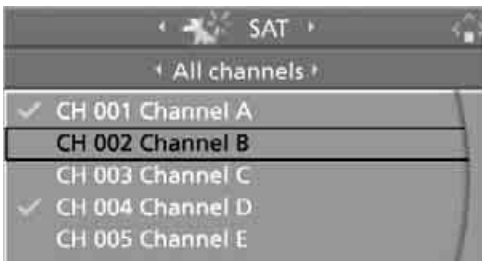 SAT
All channels
CH 001 Channel A
CH 002 Channel B
CH 003 Channel C
CH 004 Channel D
CH 005 Channel E